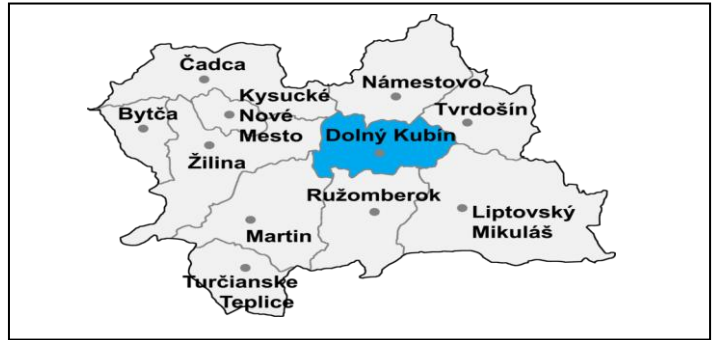 Čadca
Námestovo
Kysucké
Nové
Mesto
Bytča
Tvrdošín
Dolný Kubín
Žilina
Ružomberok
Liptovský
Mikuláš
Martin
Turčianske
Teplice